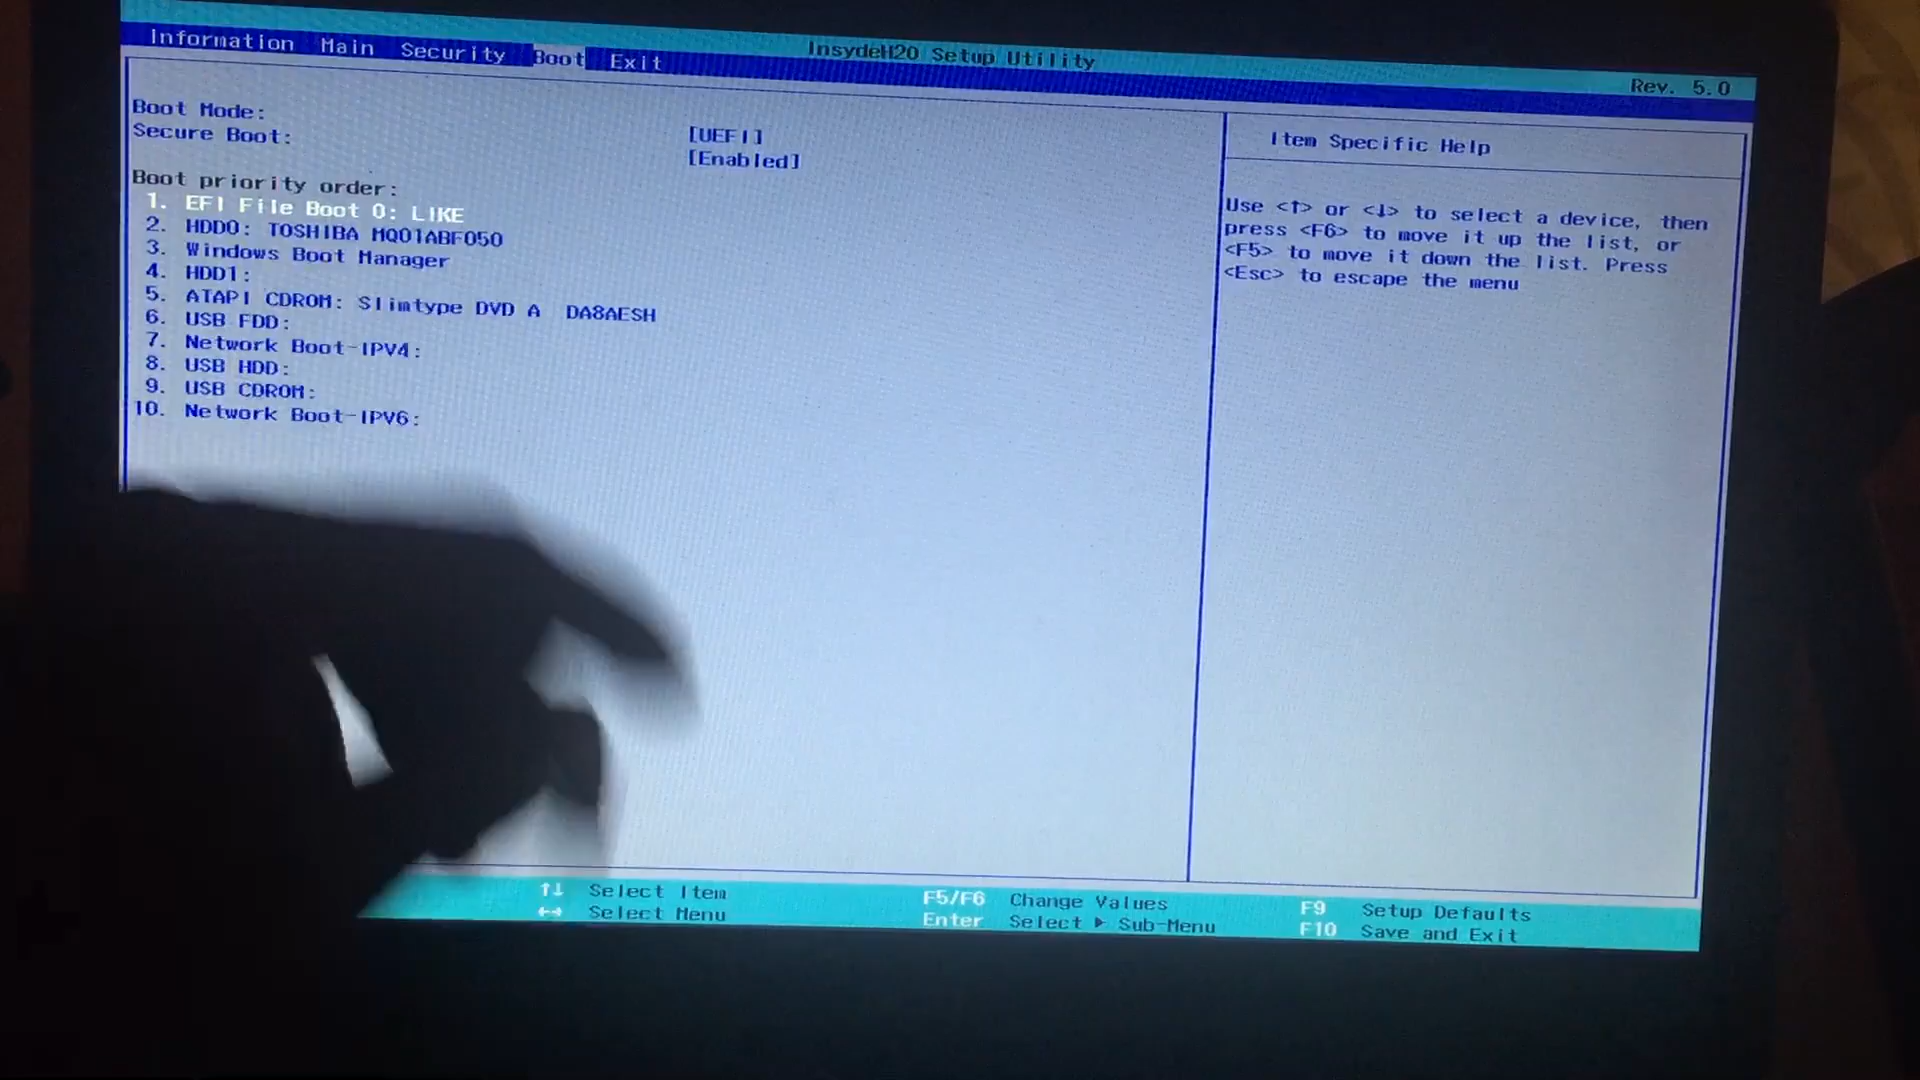 InsydeH20 Setup Utility
Rev. 5.0
Information Main Security Boot Exit
Boot Mode: [UEFI]
Secure Boot: [Enabled]
Boot priority order:
1. EFI File Boot 0: LIKE
2. HDD0: TOSHIBA MQ01ABF050
3. Windows Boot Manager
4. HDD1:
5. ATAPI CDROM: Slimtype DVD A DA8AESH
6. USB FDD:
7. Network Boot-IPV4:
8. USB HDD:
9. USB CDROM:
10. Network Boot-IPV6:
Item Specific Help
Use <↑> or <↓> to select a device, then
press <F6> to move it up the list, or
<F5> to move it down the list. Press
<Esc> to escape the menu
↑↓ Select Item F5/F6 Change Values F9 Setup Defaults
←→ Select Menu Enter Select ▶ Sub-Menu F10 Save and Exit